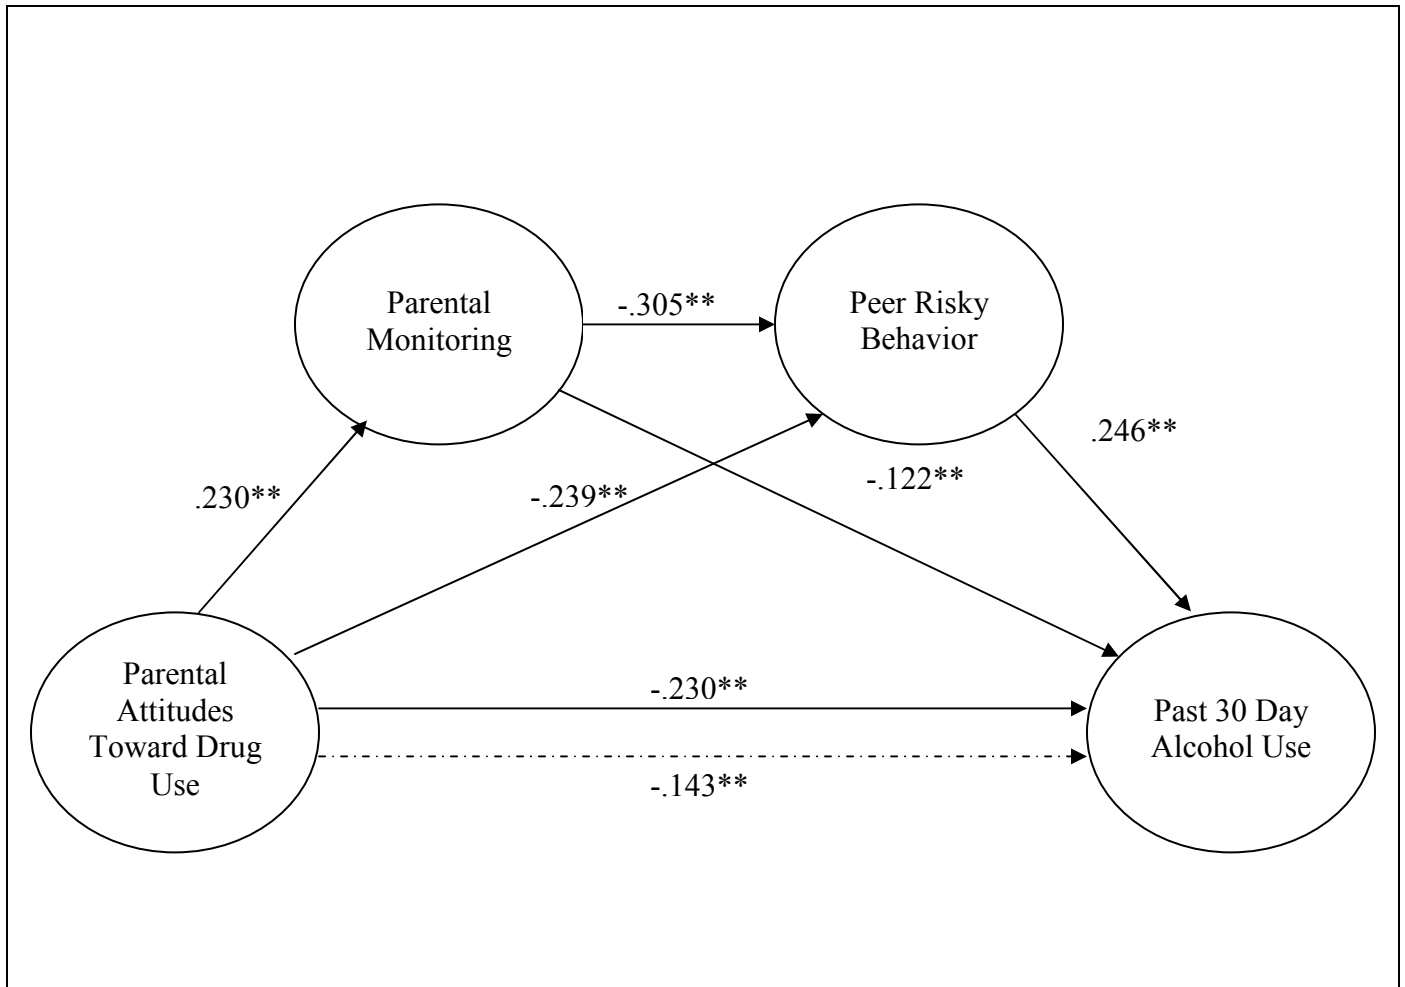 Parental
Monitoring
-.305**
Peer Risky
Behavior
.246**
-.122**
.230**
-.239**
Parental
Attitudes
Toward Drug
Use
-.230**
-.143**
Past 30 Day
Alcohol Use